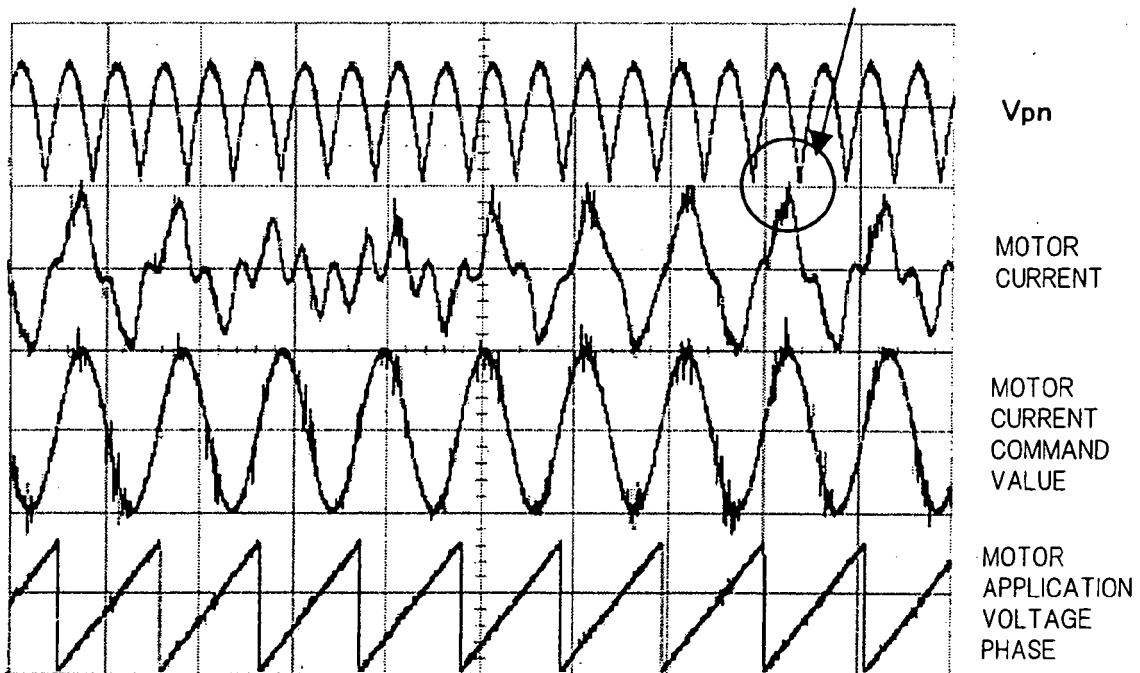 Vpn
MOTOR
CURRENT
MOTOR
CURRENT
COMMAND
VALUE
MOTOR
APPLICATION
VOLTAGE
PHASE